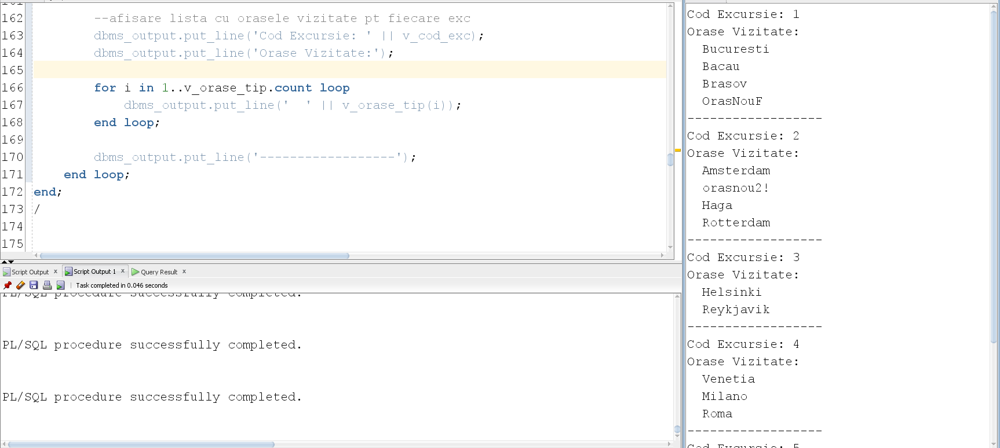 162 --afisare lista cu orasele vizitate pt fiecare exc
163 dbms_output.put_line('Cod Excursie: ' || v_cod_exc);
164 dbms_output.put_line('Orase Vizitate:');
165
166 for i in 1..v_orase_tip.count loop
167 dbms_output.put_line('  ' || v_orase_tip(i));
168 end loop;
169
170 dbms_output.put_line('------------------');
171 end loop;
172 end;
173 /
174
175
Script Output x Script Output 1 x Query Result x
Task completed in 0.046 seconds
PL/SQL procedure successfully completed.
PL/SQL procedure successfully completed.
PL/SQL procedure successfully completed.
Cod Excursie: 1
Orase Vizitate:
Bucuresti
Bacau
Brasov
OrasNouF
------------------
Cod Excursie: 2
Orase Vizitate:
Amsterdam
orasnou2!
Haga
Rotterdam
------------------
Cod Excursie: 3
Orase Vizitate:
Helsinki
Reykjavik
------------------
Cod Excursie: 4
Orase Vizitate:
Venetia
Milano
Roma
------------------
Cod Excursie: 5